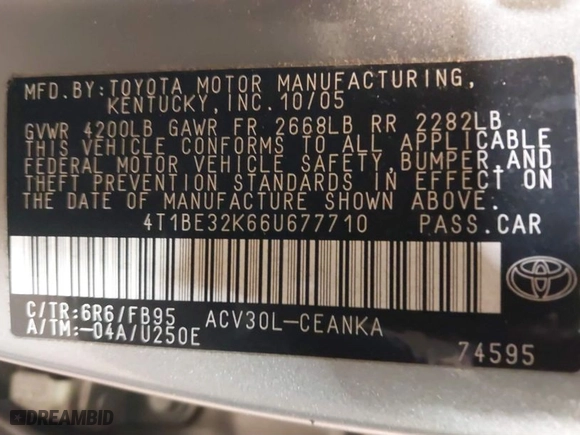 MFD.BY:TOYOTA MOTOR MANUFACTURING,
KENTUCKY,INC.10/05
GVWR 4200LB GAWR FR 2668LB RR 2282LB
THIS VEHICLE CONFORMS TO ALL APPLICABLE
FEDERAL MOTOR VEHICLE SAFETY,BUMPER,AND
THEFT PREVENTION STANDARDS IN EFFECT ON
THE DATE OF MANUFACTURE SHOWN ABOVE.
4T1BE32K66U677710 PASS.CAR
C/TR:6R6/FB95 ACV30L-CEANKA
A/TM:-04A/U250E
74595
TOYOTA
DREAMBID